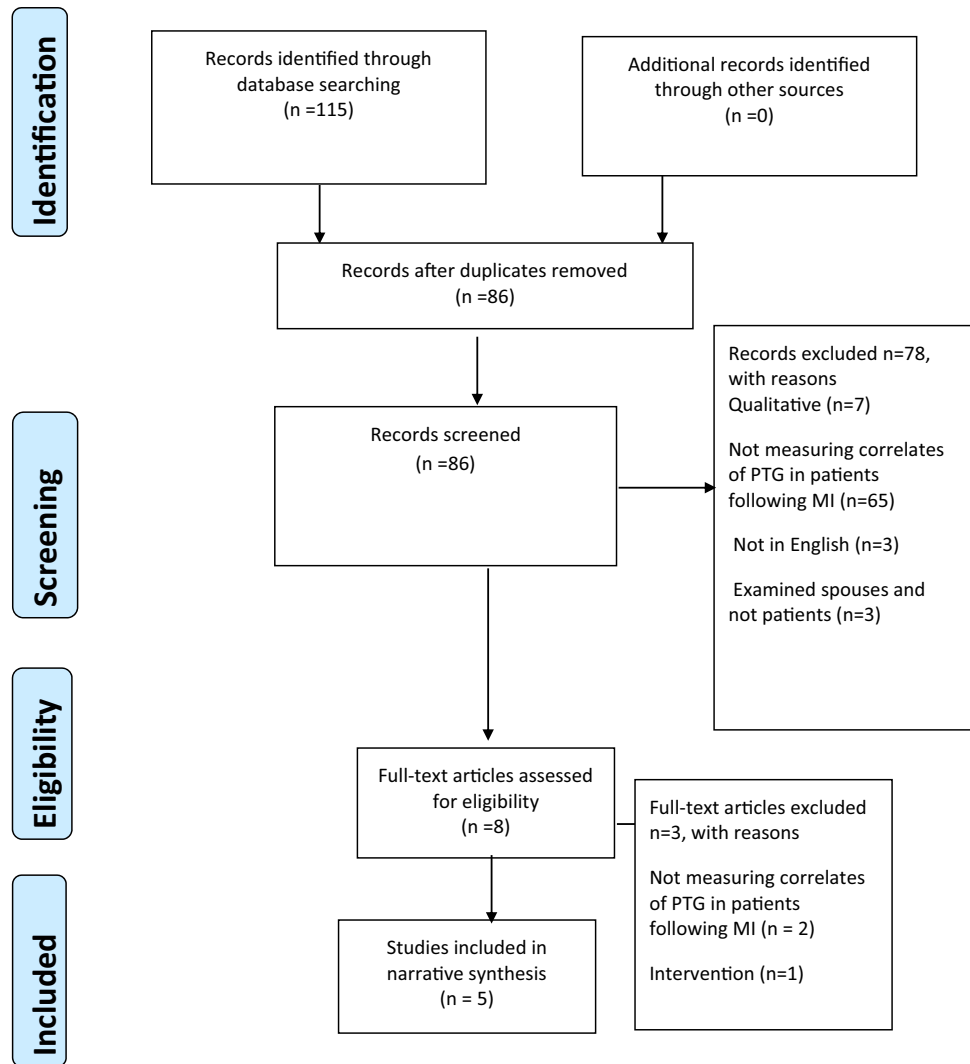 Identification
Records identified through
database searching
(n =115)
Additional records identified
through other sources
(n =0)
Records after duplicates removed
(n =86)
Screening
Records screened
(n =86)
Records excluded n=78,
with reasons
Qualitative (n=7)
Not measuring correlates
of PTG in patients
following MI (n=65)
Not in English (n=3)
Examined spouses and
not patients (n=3)
Eligibility
Full-text articles assessed
for eligibility
(n =8)
Full-text articles excluded
n=3, with reasons
Not measuring correlates
of PTG in patients
following MI (n = 2)
Intervention (n=1)
Included
Studies included in
narrative synthesis
(n = 5)